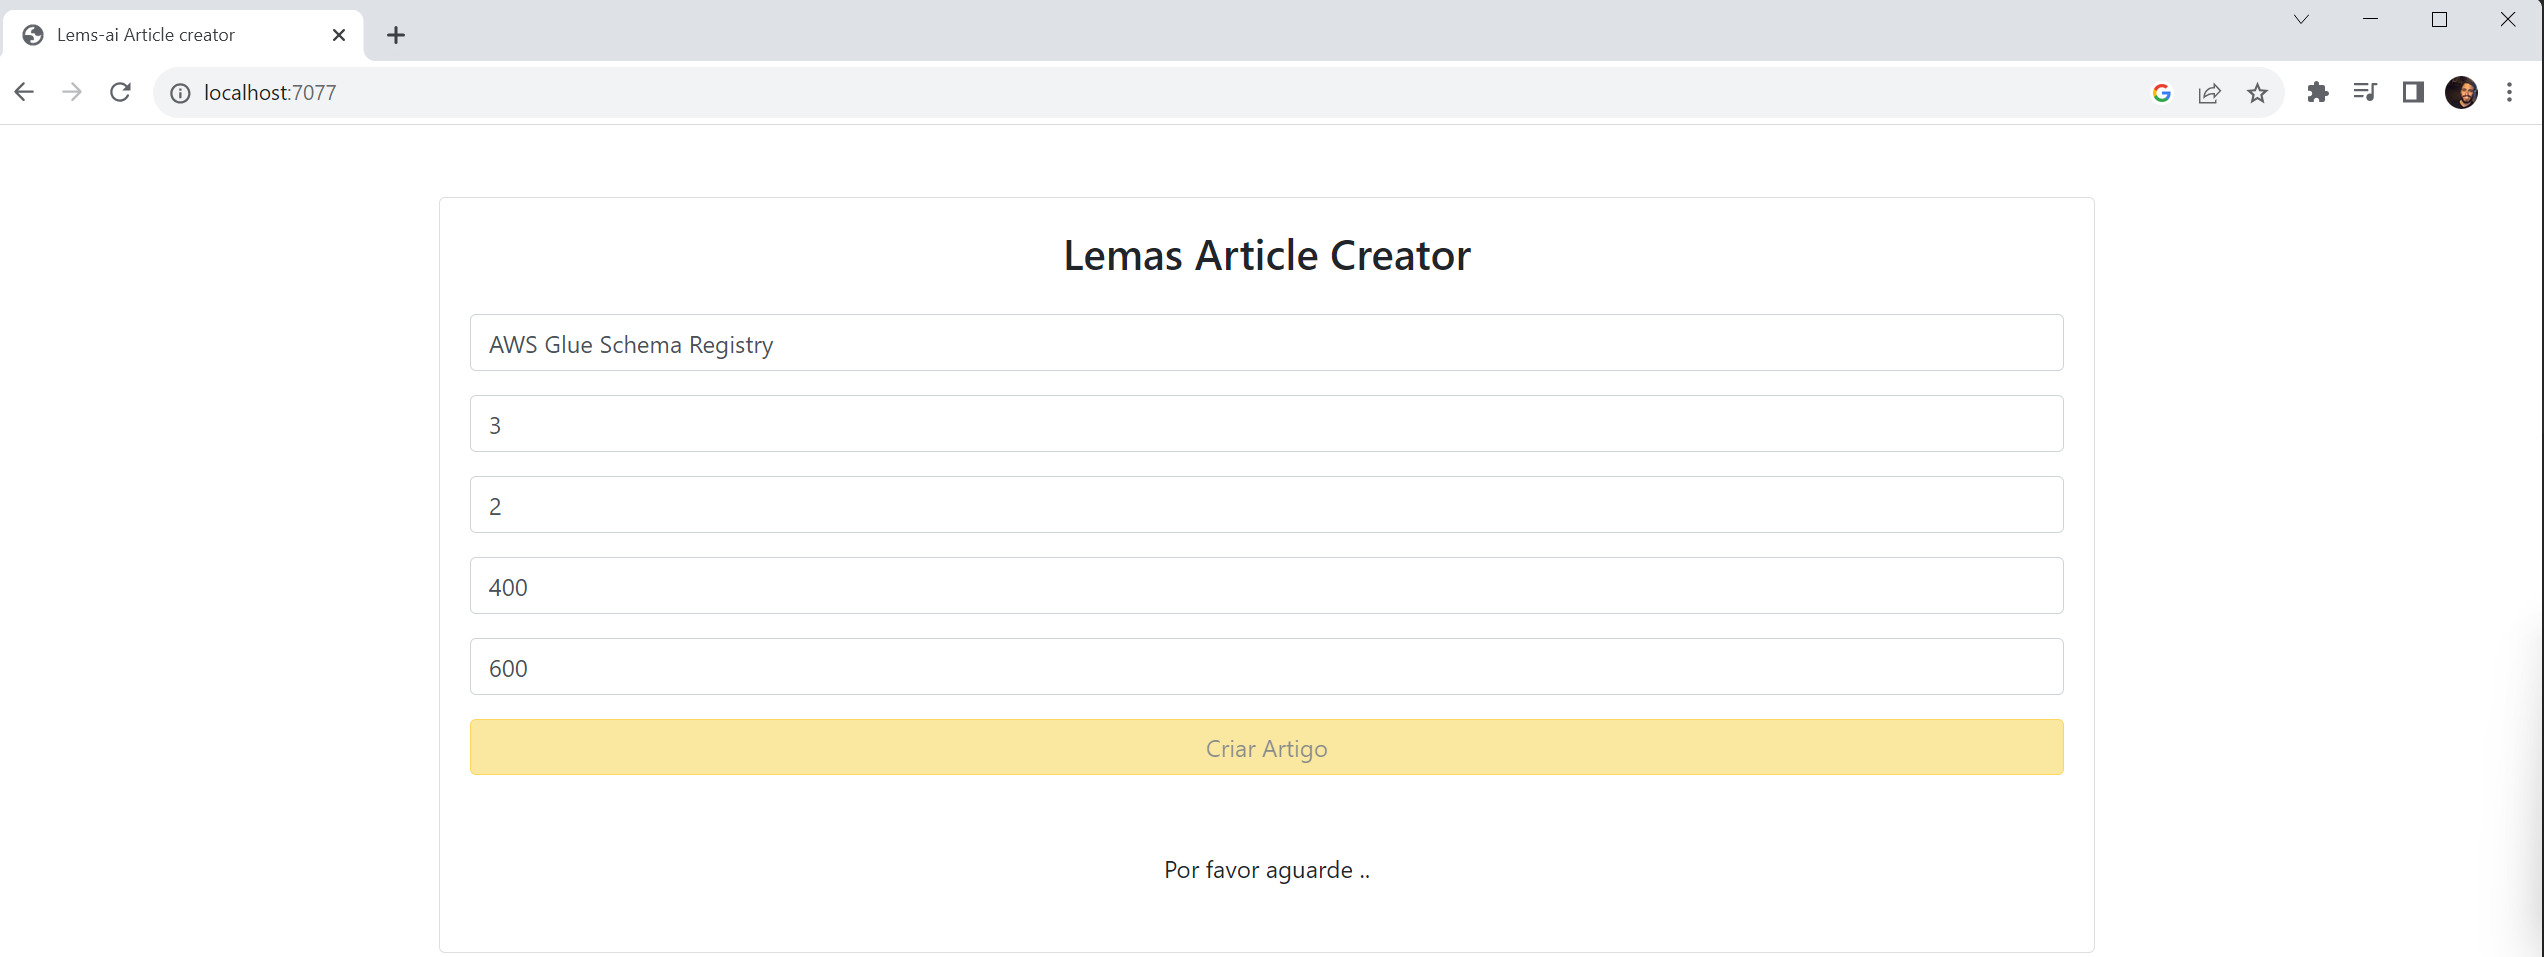 Lems-ai Article creator
localhost:7077
Lemas Article Creator
AWS Glue Schema Registry
3
2
400
600
Criar Artigo
Por favor aguarde ..